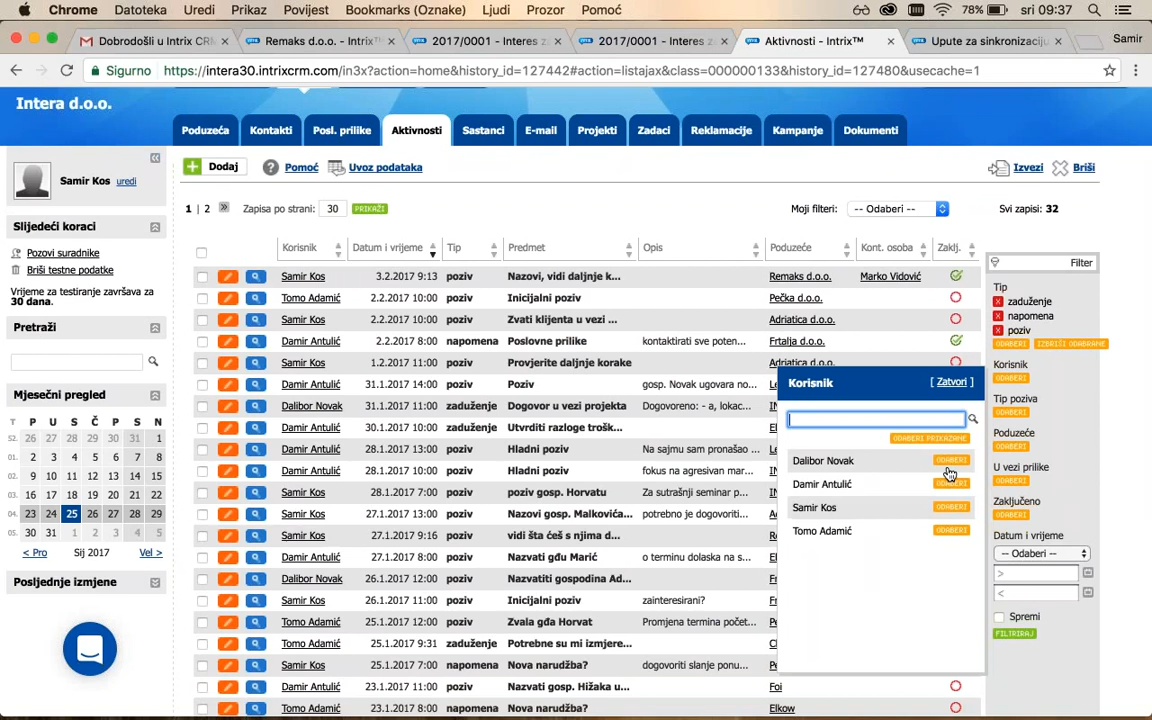 Chrome Datoteka Uredi Prikaz Povijest Bookmarks (Oznake) Ljudi Prozor Pomoć 78% sri 09:37
Dobrodošli u Intrix CRM Remaks d.o.o. - Intrix™ 2017/0001 - Interes za 2017/0001 - Interes za Aktivnosti - Intrix™ Upute za sinkronizaciju Samir
Sigurno https://intera30.intrixcrm.com/in3x?action=home&history_id=127442#action=listajax&class=000000133&history_id=127480&usecache=1
Intera d.o.o.
Poduzeća Kontakti Posl. prilike Aktivnosti Sastanci E-mail Projekti Zadaci Reklamacije Kampanje Dokumenti
Samir Kos uredi
Slijedeći koraci
Pozovi suradnike
Briši testne podatke
Vrijeme za testiranje završava za
30 dana.
Pretraži
Mjesečni pregled
T P U S Č P S N
52. 26 27 28 29 30 31 1
01. 2 3 4 5 6 7 8
02. 9 10 11 12 13 14 15
03. 16 17 18 19 20 21 22
04. 23 24 25 26 27 28 29
05. 30 31 1 2 3 4 5
< Pro Sij 2017 Vel >
Posljednje izmjene
Dodaj ? Pomoć Uvoz podataka Izvezi Briši
1 | 2 » Zapisa po strani: 30 PRIKAŽI Moji filteri: -- Odaberi -- Svi zapisi: 32
Korisnik Datum i vrijeme Tip Predmet Opis Poduzeće Kont. osoba Zaklj.
Samir Kos 3.2.2017 9:13 poziv Nazovi, vidi daljnje k... Remaks d.o.o. Marko Vidović
Tomo Adamić 2.2.2017 10:00 poziv Inicijalni poziv Pečka d.o.o.
Samir Kos 2.2.2017 10:00 poziv Zvati klijenta u vezi ... Adriatica d.o.o.
Damir Antulić 2.2.2017 8:00 napomena Poslovne prilike kontaktirati sve poten... Frtalja d.o.o.
Samir Kos 1.2.2017 11:00 poziv Provjerite daljnje korake Adriatica d.o.o.
Damir Antulić 31.1.2017 14:00 poziv Poziv gosp. Novak ugovara no...
Dalibor Novak 31.1.2017 11:00 zaduženje Dogovor u vezi projekta Dogovoreno: - a, lokac...
Damir Antulić 30.1.2017 10:00 zaduženje Utvrditi razloge trošk...
Damir Antulić 30.1.2017 10:00 poziv Hladni poziv Na sajmu sam pronašao ...
Damir Antulić 30.1.2017 10:00 poziv Hladni poziv fokus na agresivan mar...
Samir Kos 28.1.2017 7:00 poziv poziv gosp. Horvatu Za sutrašnji seminar p...
Samir Kos 27.1.2017 13:00 poziv Nazovi gosp. Malkovića... potrebno je dogovoriti...
Samir Kos 27.1.2017 9:16 poziv vidi šta ćeš s njima d...
Damir Antulić 27.1.2017 8:00 poziv Nazvati gđu Marić o terminu dolaska na s...
Dalibor Novak 26.1.2017 12:00 poziv Nazvatiti gospodina Ad...
Samir Kos 26.1.2017 11:00 poziv Inicijalni poziv zainteresirani?
Tomo Adamić 25.1.2017 12:00 poziv Zvala gđa Horvat Promjena termina počet...
Tomo Adamić 25.1.2017 9:31 zaduženje Potrebne su mi izmjere...
Samir Kos 25.1.2017 7:00 napomena Nova narudžba? dogovoriti slanje ponu...
Damir Antulić 23.1.2017 11:00 poziv Nazvati gosp. Hižaka u... Foi
Tomo Adamić 23.1.2017 8:00 napomena Nova narudžba? Elkow
Korisnik [ Zatvori ]
ODABERI PRIKAZANE
Dalibor Novak ODABERI
Damir Antulić ODABERI
Samir Kos ODABERI
Tomo Adamić ODABERI
Filter
Tip
x zaduženje
x napomena
x poziv
ODABERI IZBRIŠI ODABRANE
Korisnik
ODABERI
Tip poziva
ODABERI
Poduzeće
ODABERI
U vezi prilike
ODABERI
Zaključeno
ODABERI
Datum i vrijeme
-- Odaberi --
>
<
Spremi
FILTRIRAJ